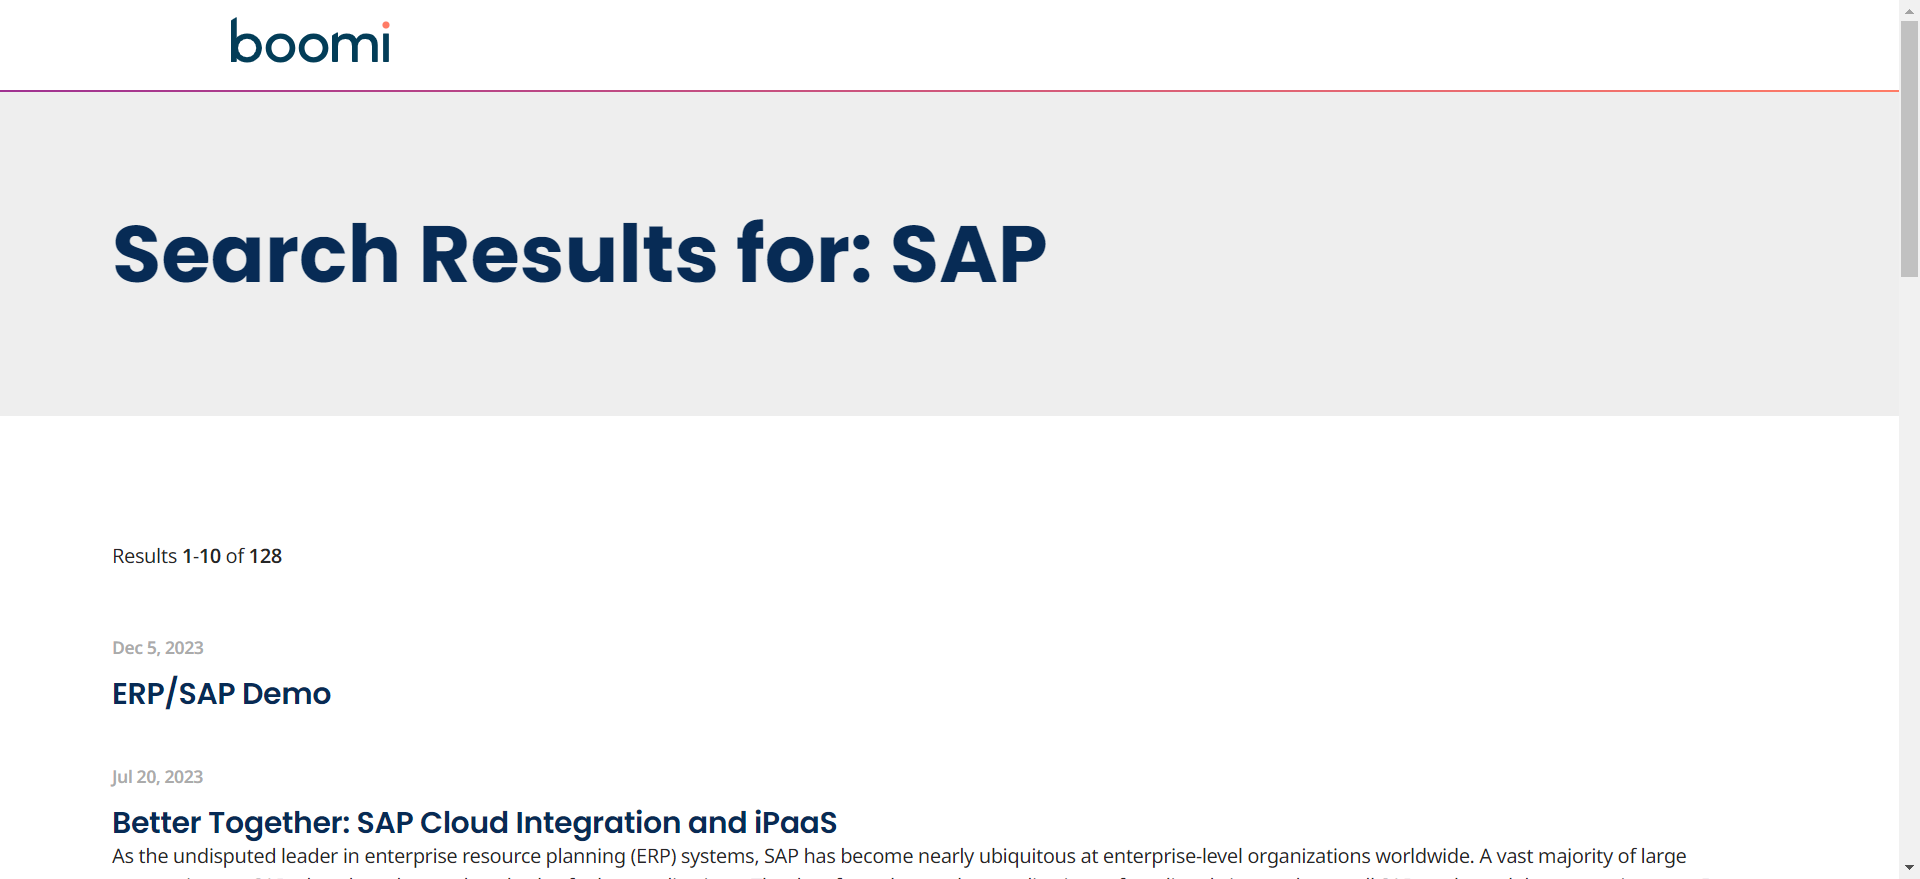 boomi
Search Results for: SAP
Results 1-10 of 128
Dec 5, 2023
ERP/SAP Demo
Jul 20, 2023
Better Together: SAP Cloud Integration and iPaaS
As the undisputed leader in enterprise resource planning (ERP) systems, SAP has become nearly ubiquitous at enterprise-level organizations worldwide. A vast majority of large